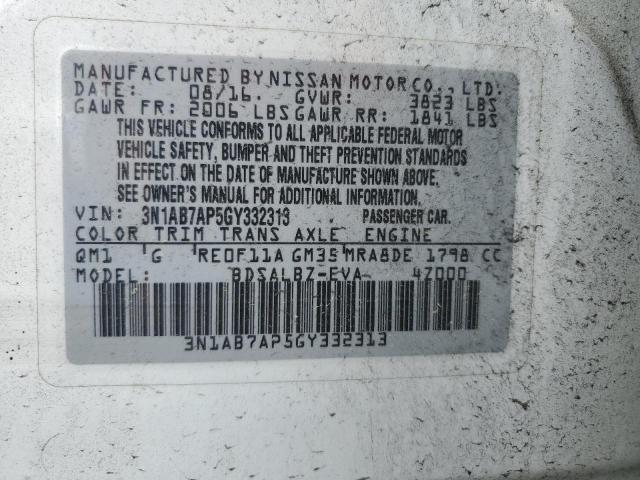 MANUFACTURED BY NISSAN MOTOR CO., LTD.
DATE: 08/16. GVWR: 3823 LBS
GAWR FR: 2006 LBS GAWR RR: 1841 LBS
THIS VEHICLE CONFORMS TO ALL APPLICABLE FEDERAL MOTOR
VEHICLE SAFETY, BUMPER AND THEFT PREVENTION STANDARDS
IN EFFECT ON THE DATE OF MANUFACTURE SHOWN ABOVE.
SEE OWNER'S MANUAL FOR ADDITIONAL INFORMATION.
VIN: 3N1AB7AP5GY332313 PASSENGER CAR.
COLOR TRIM TRANS AXLE ENGINE
QM1 G RE0F11A GM35 MRA8DE 1798 CC
MODEL: BDSALBZ-EVA 4Z000
3N1AB7AP5GY332313